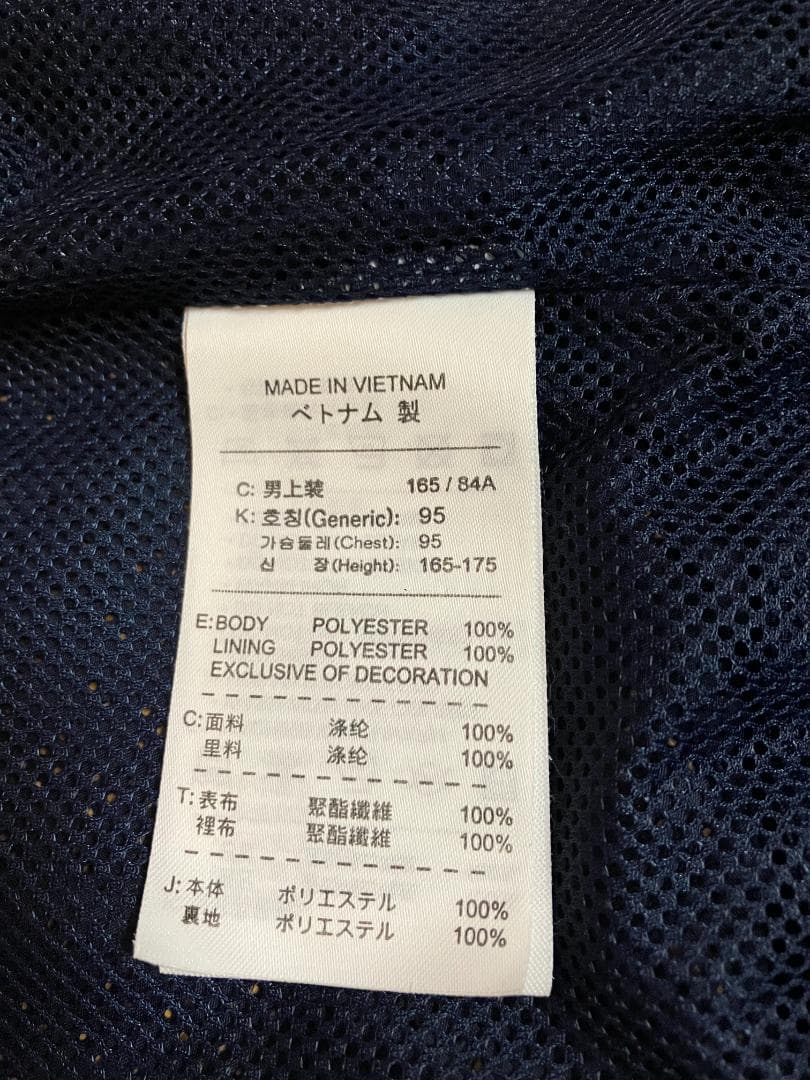 MADE IN VIETNAM
ベトナム 製
C: 男上装 165 / 84A
K: 호칭(Generic): 95
가슴둘레(Chest): 95
신 장(Height): 165-175
E: BODY POLYESTER 100%
LINING POLYESTER 100%
EXCLUSIVE OF DECORATION
C: 面料 涤纶 100%
里料 涤纶 100%
T: 表布 聚酯纖維 100%
裡布 聚酯纖維 100%
J: 本体 ポリエステル 100%
裏地 ポリエステル 100%